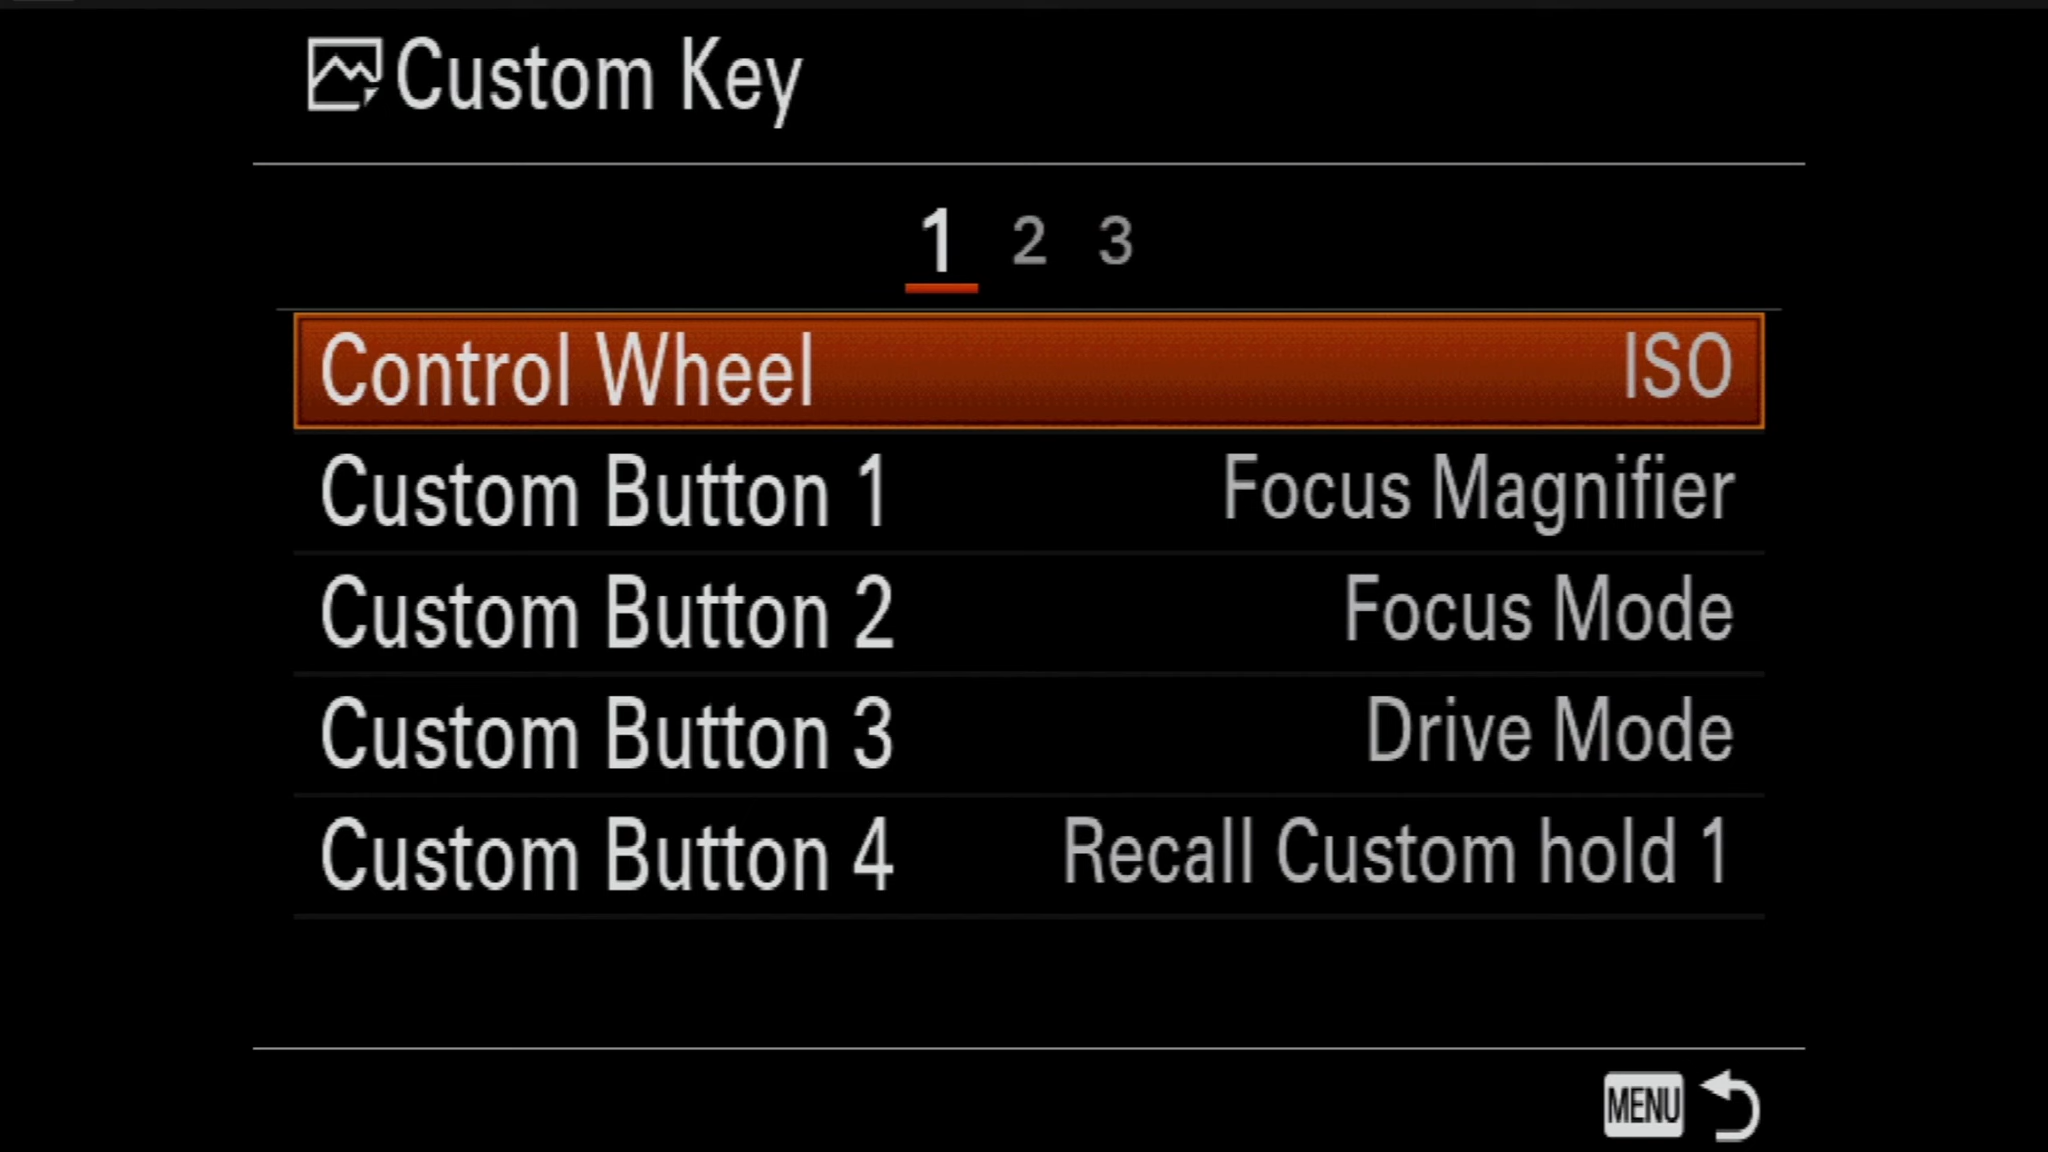 Custom Key
1 2 3
Control Wheel ISO
Custom Button 1 Focus Magnifier
Custom Button 2 Focus Mode
Custom Button 3 Drive Mode
Custom Button 4 Recall Custom hold 1
MENU